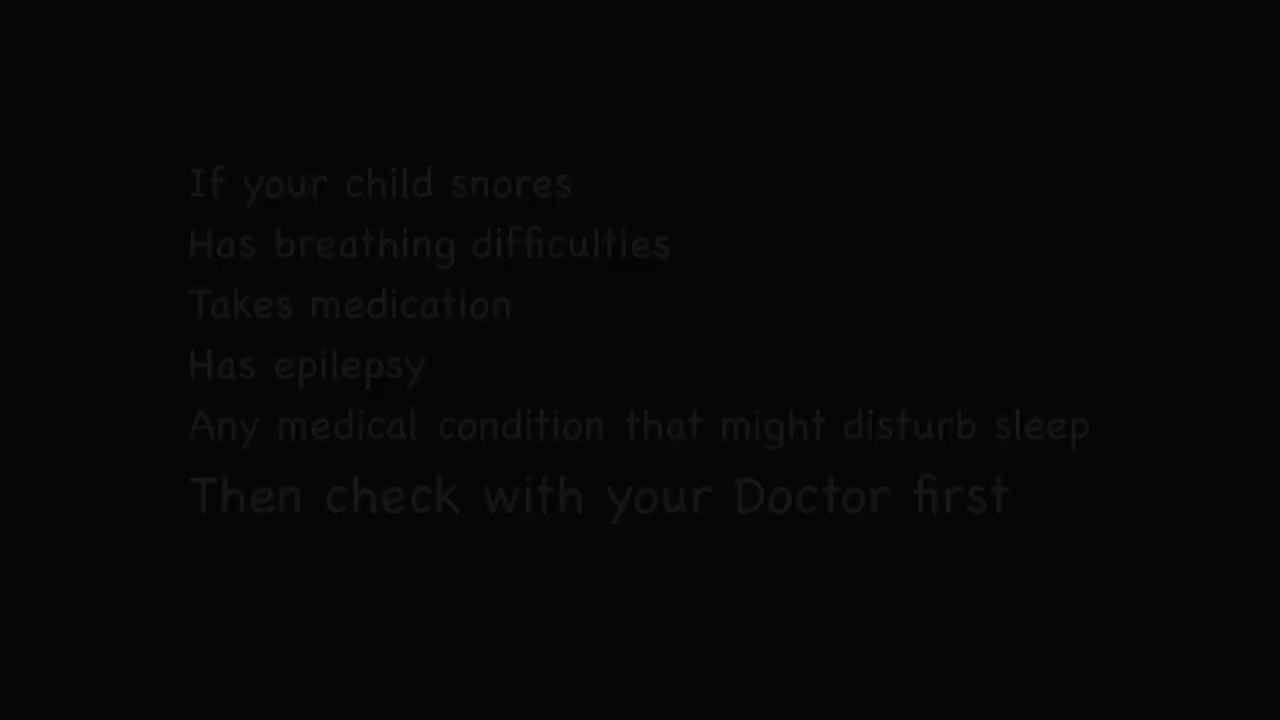 If your child snores
Has breathing difficulties
Takes medication
Has epilepsy
Any medical condition that might disturb sleep
Then check with your Doctor first